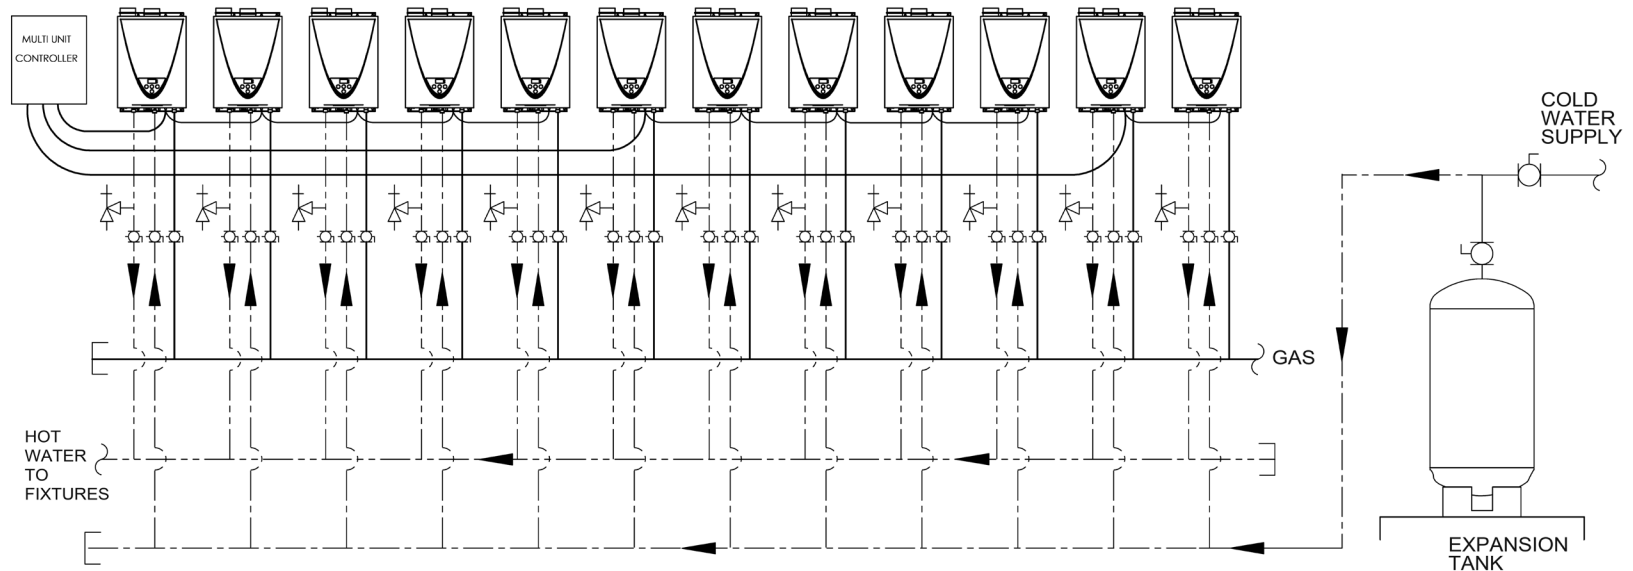 MULTI UNIT
CONTROLLER
COLD
WATER
SUPPLY
GAS
HOT
WATER
TO
FIXTURES
EXPANSION
TANK